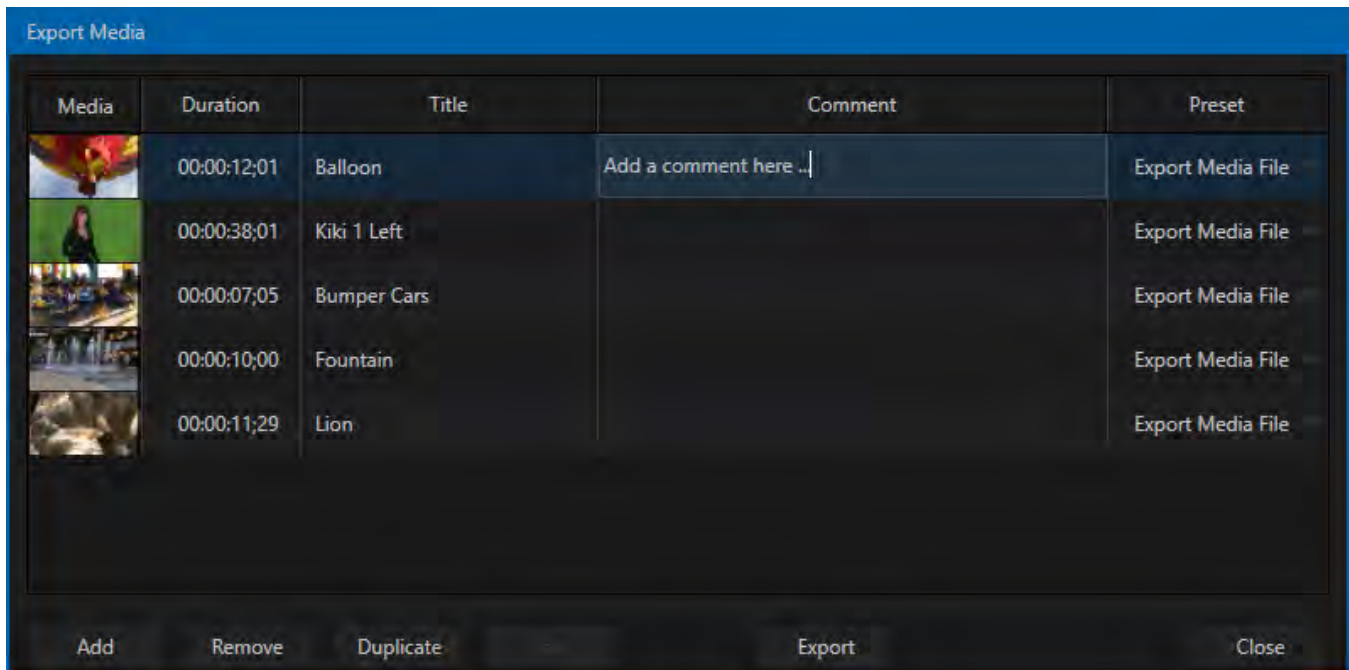 Export Media
Media Duration Title Comment Preset
00:00:12;01 Balloon Add a comment here ... Export Media File
00:00:38;01 Kiki 1 Left Export Media File
00:00:07;05 Bumper Cars Export Media File
00:00:10;00 Fountain Export Media File
00:00:11;29 Lion Export Media File
Add Remove Duplicate Export Close